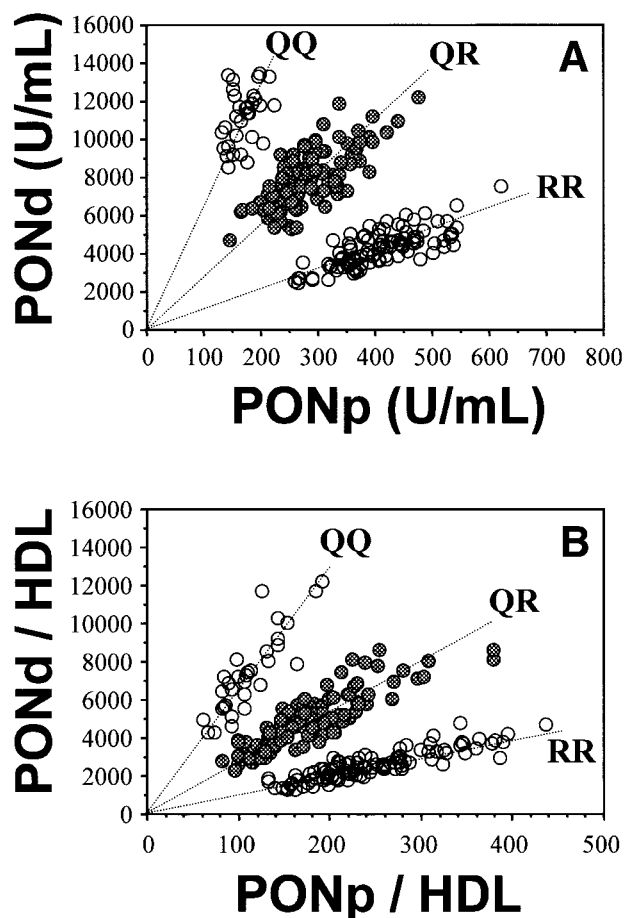 A
PONd (U/mL)
16000
14000
12000
10000
8000
6000
4000
2000
0
QQ
QR
RR
0 100 200 300 400 500 600 700 800
PONp (U/mL)
B
PONd / HDL
16000
14000
12000
10000
8000
6000
4000
2000
0
QQ
QR
RR
0 100 200 300 400 500
PONp / HDL